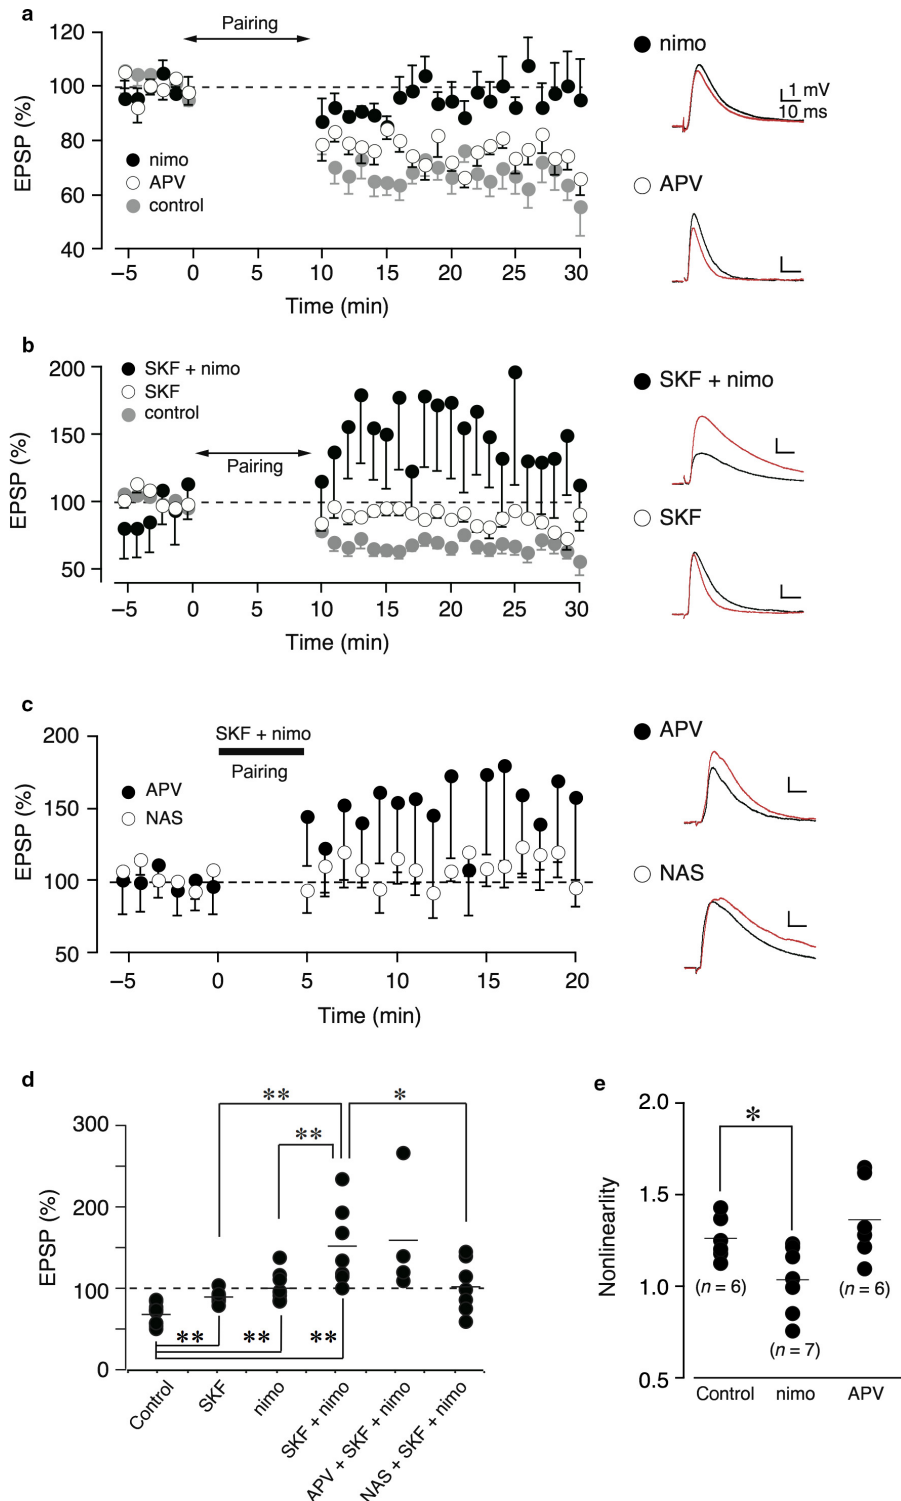 a
120
100
80
60
40
EPSP (%)
Pairing
nimo
APV
control
−5 0 5 10 15 20 25 30
Time (min)
nimo
1 mV
10 ms
APV
b
200
150
100
50
EPSP (%)
SKF + nimo
SKF
control
Pairing
−5 0 5 10 15 20 25 30
Time (min)
SKF + nimo
SKF
c
200
150
100
50
EPSP (%)
SKF + nimo
Pairing
APV
NAS
−5 0 5 10 15 20
Time (min)
APV
NAS
d
300
200
100
0
EPSP (%)
** *
**
** ** **
Control
SKF
nimo
SKF + nimo
APV + SKF + nimo
NAS + SKF + nimo
e
2.0
1.5
1.0
0.5
Nonlinearlity
*
(n = 6)
(n = 7)
(n = 6)
Control nimo APV